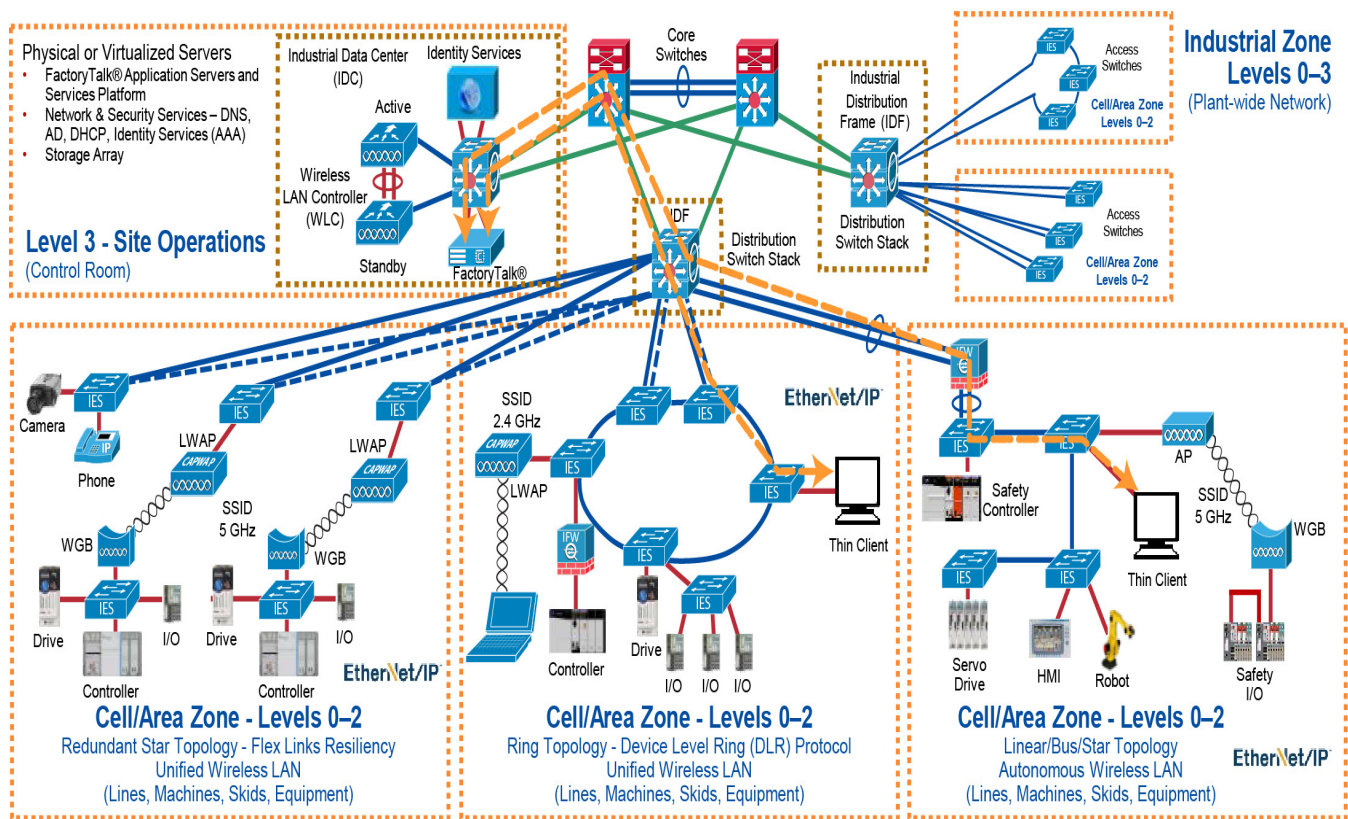 Physical or Virtualized Servers
• FactoryTalk® Application Servers and
Services Platform
• Network & Security Services – DNS,
AD, DHCP, Identity Services (AAA)
• Storage Array
Level 3 - Site Operations
(Control Room)
Industrial Data Center
(IDC)
Identity Services
Active
Wireless
LAN Controller
(WLC)
Standby
FactoryTalk®
Core
Switches
IDF
Distribution
Switch Stack
Industrial
Distribution
Frame (IDF)
Distribution
Switch Stack
IES
IES
IES
Access
Switches
Cell/Area Zone
Levels 0–2
IES
IES
IES
Access
Switches
Cell/Area Zone
Levels 0–2
Industrial Zone
Levels 0–3
(Plant-wide Network)
Camera
IES
IP
Phone
IES
LWAP
CAPWAP
SSID
5 GHz
WGB
IES
Drive
I/O
Controller
IES
LWAP
CAPWAP
WGB
IES
Drive
I/O
Controller
EtherNet/IP
Cell/Area Zone - Levels 0–2
Redundant Star Topology - Flex Links Resiliency
Unified Wireless LAN
(Lines, Machines, Skids, Equipment)
EtherNet/IP
SSID
2.4 GHz
CAPWAP
LWAP
IES
IES
IES
IES
IES
IES
IFW
Thin Client
Controller
Drive
I/O
I/O
I/O
Cell/Area Zone - Levels 0–2
Ring Topology - Device Level Ring (DLR) Protocol
Unified Wireless LAN
(Lines, Machines, Skids, Equipment)
IFW
IES
IES
AP
Safety
Controller
SSID
5 GHz
WGB
Thin Client
IES
IES
Servo
Drive
HMI
Robot
Safety
I/O
Cell/Area Zone - Levels 0–2
Linear/Bus/Star Topology
Autonomous Wireless LAN
(Lines, Machines, Skids, Equipment)
EtherNet/IP